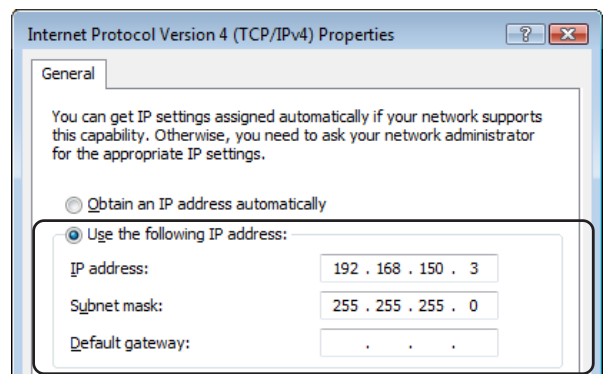 Internet Protocol Version 4 (TCP/IPv4) Properties
General
You can get IP settings assigned automatically if your network supports
this capability. Otherwise, you need to ask your network administrator
for the appropriate IP settings.
Obtain an IP address automatically
Use the following IP address:
IP address: 192 . 168 . 150 . 3
Subnet mask: 255 . 255 . 255 . 0
Default gateway: . . .